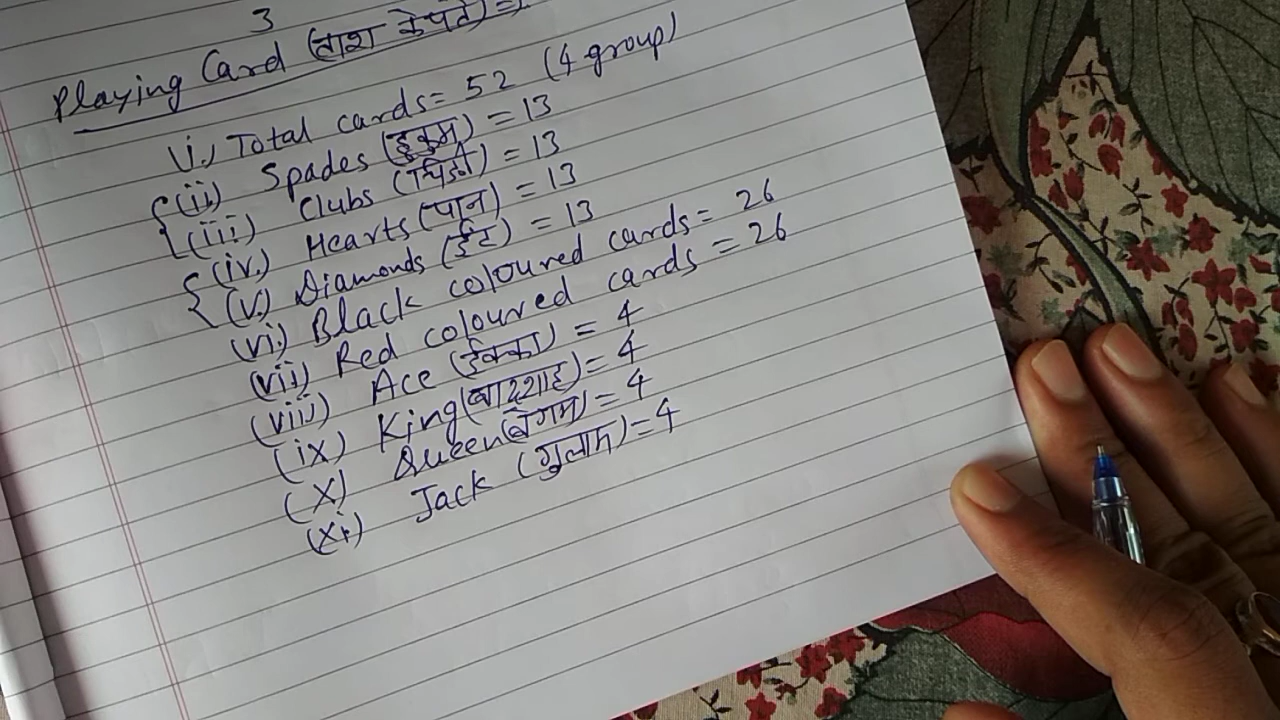 3
Playing Card (ताश के पत्ते) ⇒
(i.) Total cards= 52 (4 group)
(ii) Spades (हुकुम) = 13
(iii) Clubs (चिड़ी) = 13
(iv.) Hearts (पान) = 13
(v.) Diamonds (ईंट) = 13
(vi) Black coloured cards= 26
(vii) Red coloured cards = 26
(viii) Ace (ईक्का) = 4
(ix) King (बादशाह) = 4
(x) Queen (बेगम) = 4
(xi) Jack (गुलाम) = 4